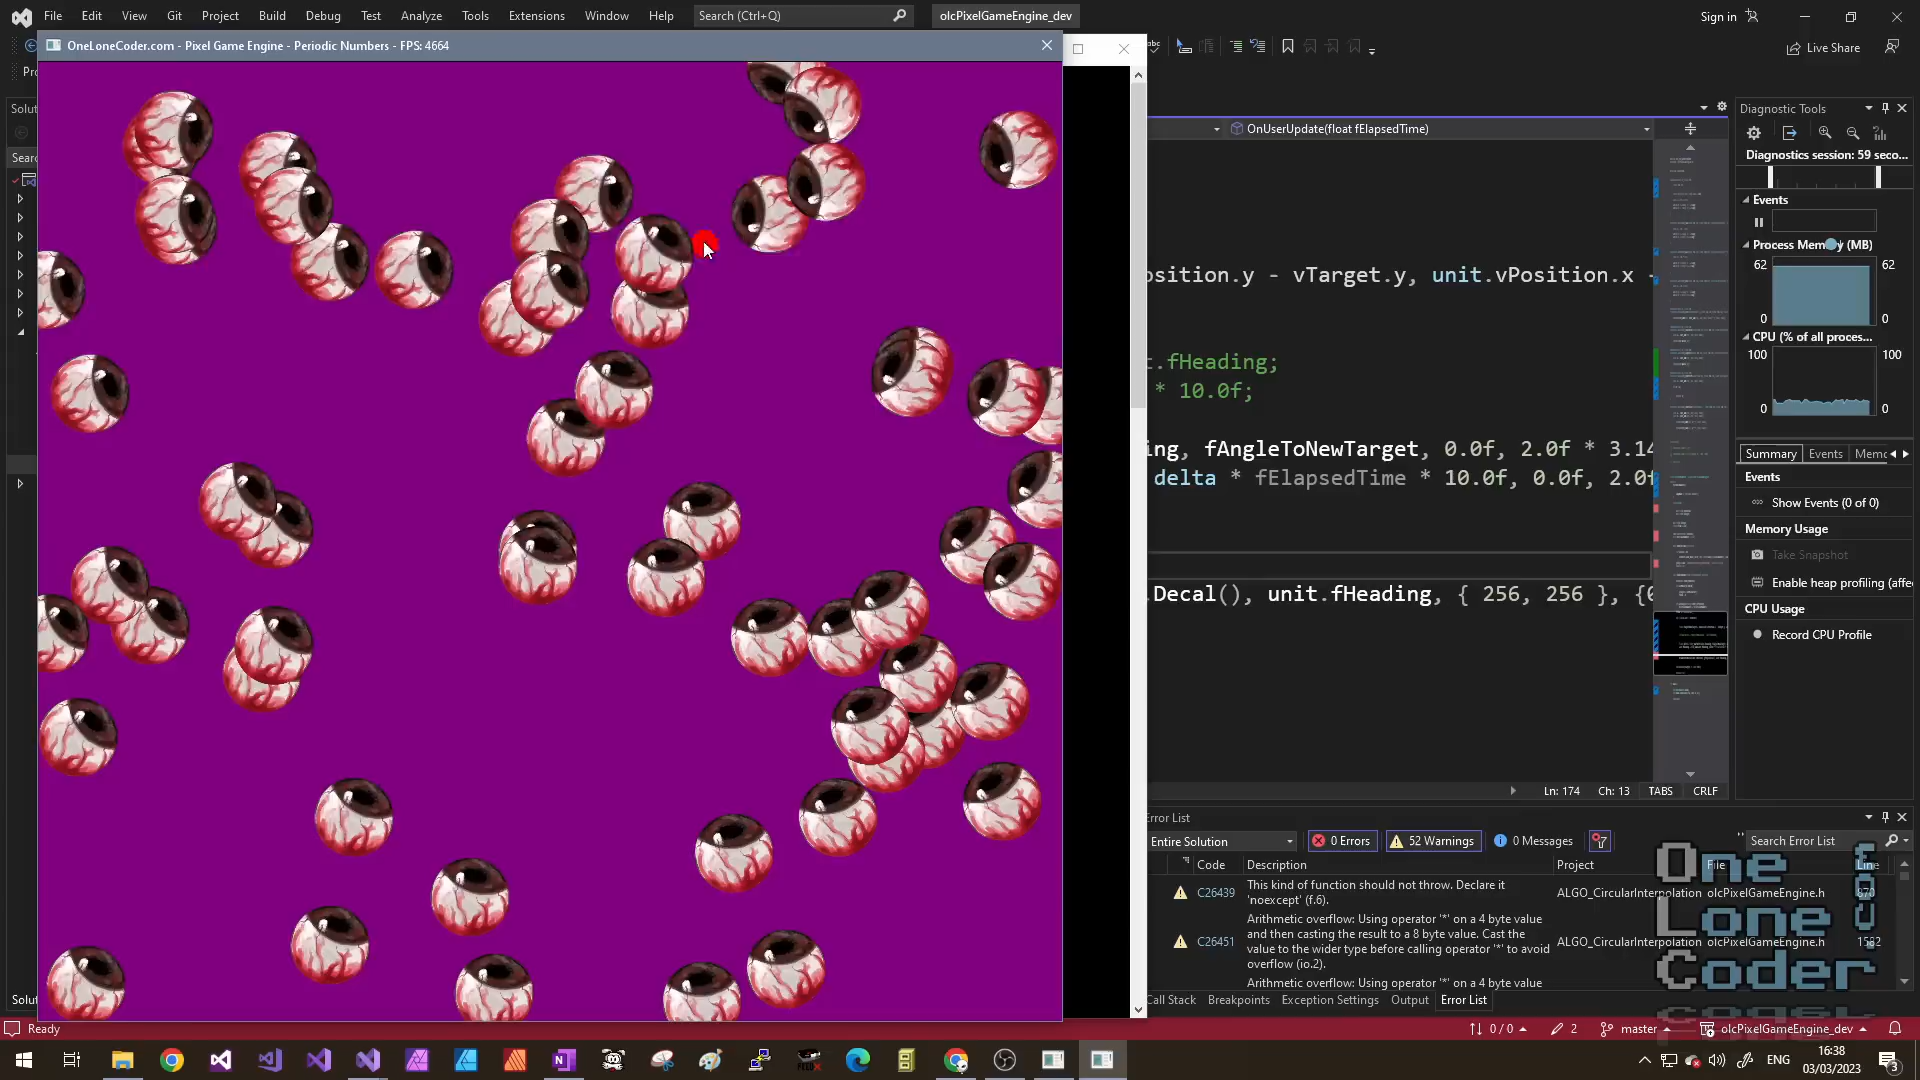 File Edit View Git Project Build Debug Test Analyze Tools Extensions Window Help Search (Ctrl+Q) olcPixelGameEngine_dev Sign in
OneLoneCoder.com - Pixel Game Engine - Periodic Numbers - FPS: 4664
Live Share
Solut
Sear
Diagnostic Tools
OnUserUpdate(float fElapsedTime)
Diagnostics session: 59 seco...
Events
Process Memory (MB)
62 62
0 0
CPU (% of all proces...
100 100
0 0
osition.y - vTarget.y, unit.vPosition.x -
t.fHeading;
* 10.0f;
ing, fAngleToNewTarget, 0.0f, 2.0f * 3.14
delta * fElapsedTime * 10.0f, 0.0f, 2.0f
.Decal(), unit.fHeading, { 256, 256 }, {0
Summary Events Memo
Events
Show Events (0 of 0)
Memory Usage
Take Snapshot
Enable heap profiling (affe
CPU Usage
Record CPU Profile
Ln: 174 Ch: 13 TABS CRLF
Error List
Entire Solution 0 Errors 52 Warnings 0 Messages Search Error List
Code Description Project File Line
C26439 This kind of function should not throw. Declare it 'noexcept' (f.6). ALGO_CircularInterpolation olcPixelGameEngine.h 870
C26451 Arithmetic overflow: Using operator '*' on a 4 byte value and then casting the result to a 8 byte value. Cast the value to the wider type before calling operator '*' to avoid overflow (io.2). ALGO_CircularInterpolation olcPixelGameEngine.h 1582
Arithmetic overflow: Using operator '*' on a 4 byte value
Call Stack Breakpoints Exception Settings Output Error List
One
Lone
Coder
.com
Solut
Ready 0 / 0 2 master olcPixelGameEngine_dev
ENG
16:38
03/03/2023
3